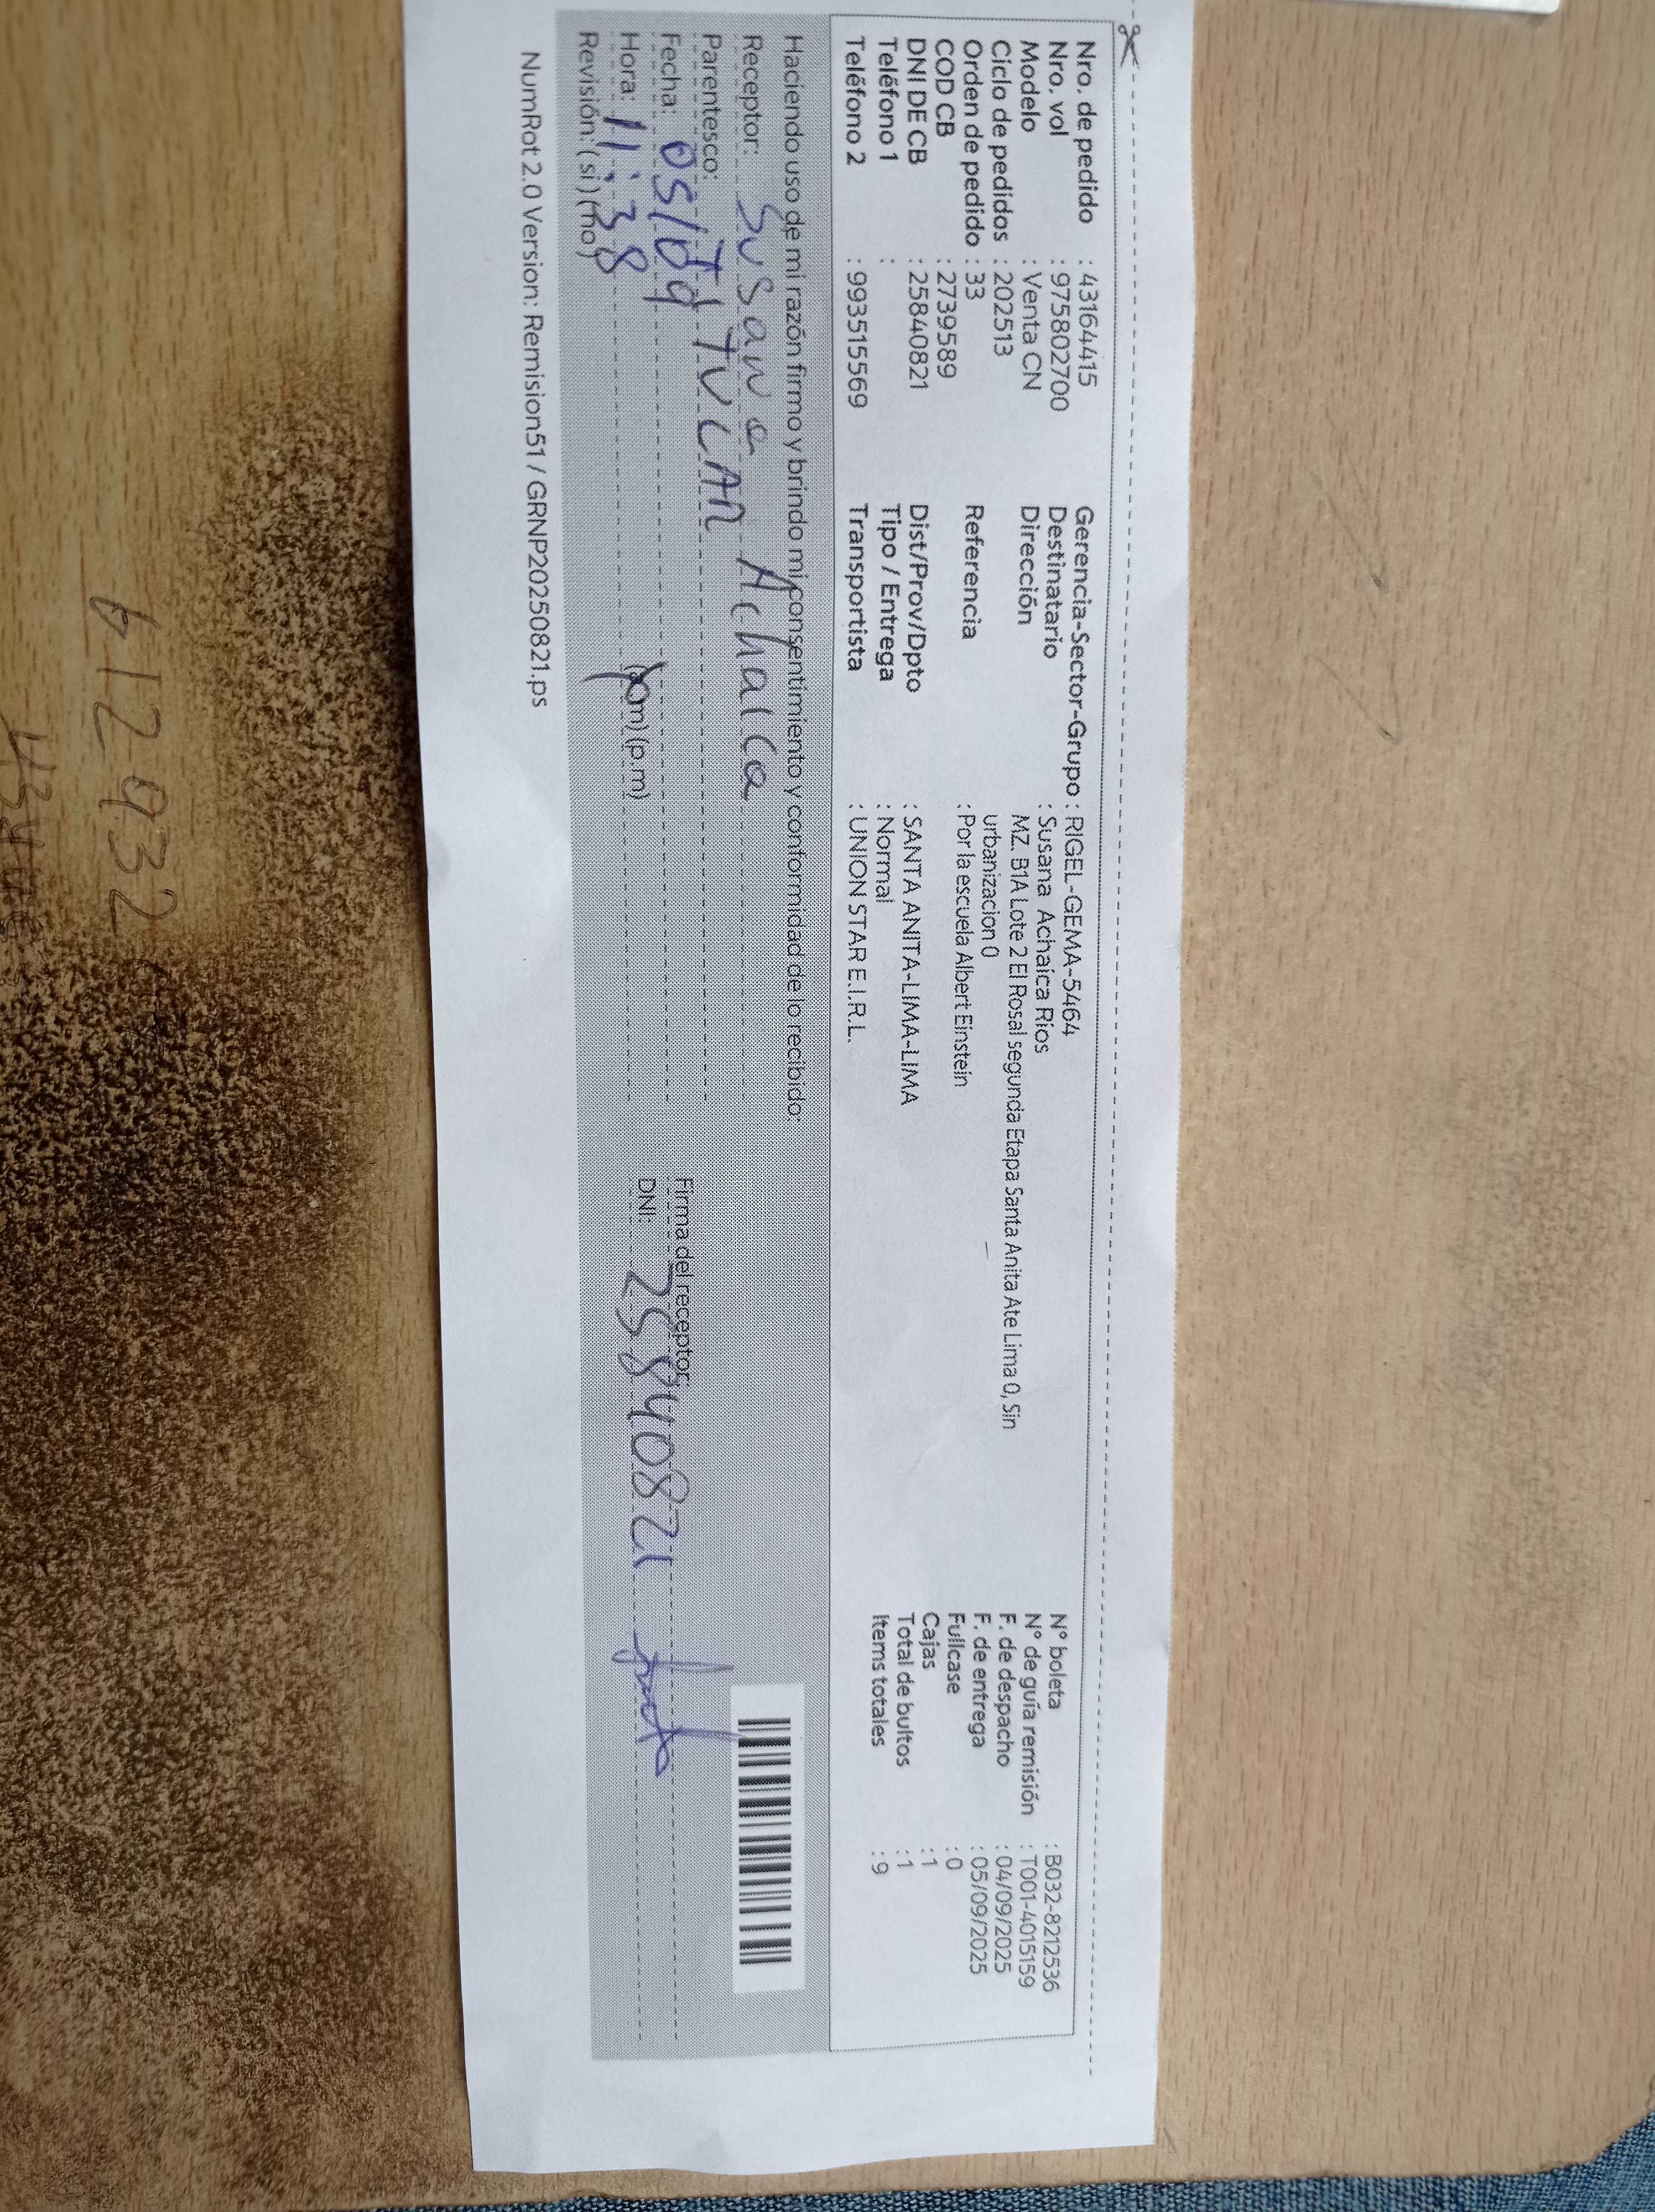 Nro. de pedido : 43164415
Nro. vol : 975802700
Modelo : Venta CN
Ciclo de pedidos : 202513
Orden de pedido : 33
COD CB : 2739589
DNI DE CB : 25840821
Teléfono 1 :
Teléfono 2 : 993515569
Gerencia-Sector-Grupo : RIGEL-GEMA-5464
Destinatario : Susana Achaica Rios
Dirección MZ. B1A Lote 2 El Rosal segunda Etapa Santa Anita Ate Lima 0, Sin
urbanizacion 0
Referencia : Por la escuela Albert Einstein
Dist/Prov/Dpto : SANTA ANITA-LIMA-LIMA
Tipo / Entrega : Normal
Transportista : UNION STAR E.I.R.L.
N° boleta : B032-8212536
N° de guía remisión : T001-4015159
F. de despacho : 04/09/2025
F. de entrega : 05/09/2025
Fullcase : 0
Cajas : 1
Total de bultos : 1
Items totales : 9
Haciendo uso de mi razón firmo y brindo mi consentimiento y conformidad de lo recibido:
Receptor: Susana Achaica
Parentesco: TiTULAR
Fecha: 05/09
Hora: 11:38 (a.m) (p.m)
Revisión: (si) (no)
Firma del receptor:
DNI: 25840821
NumRot 2.0 Version: Remision51 / GRNP20250821.ps
612932